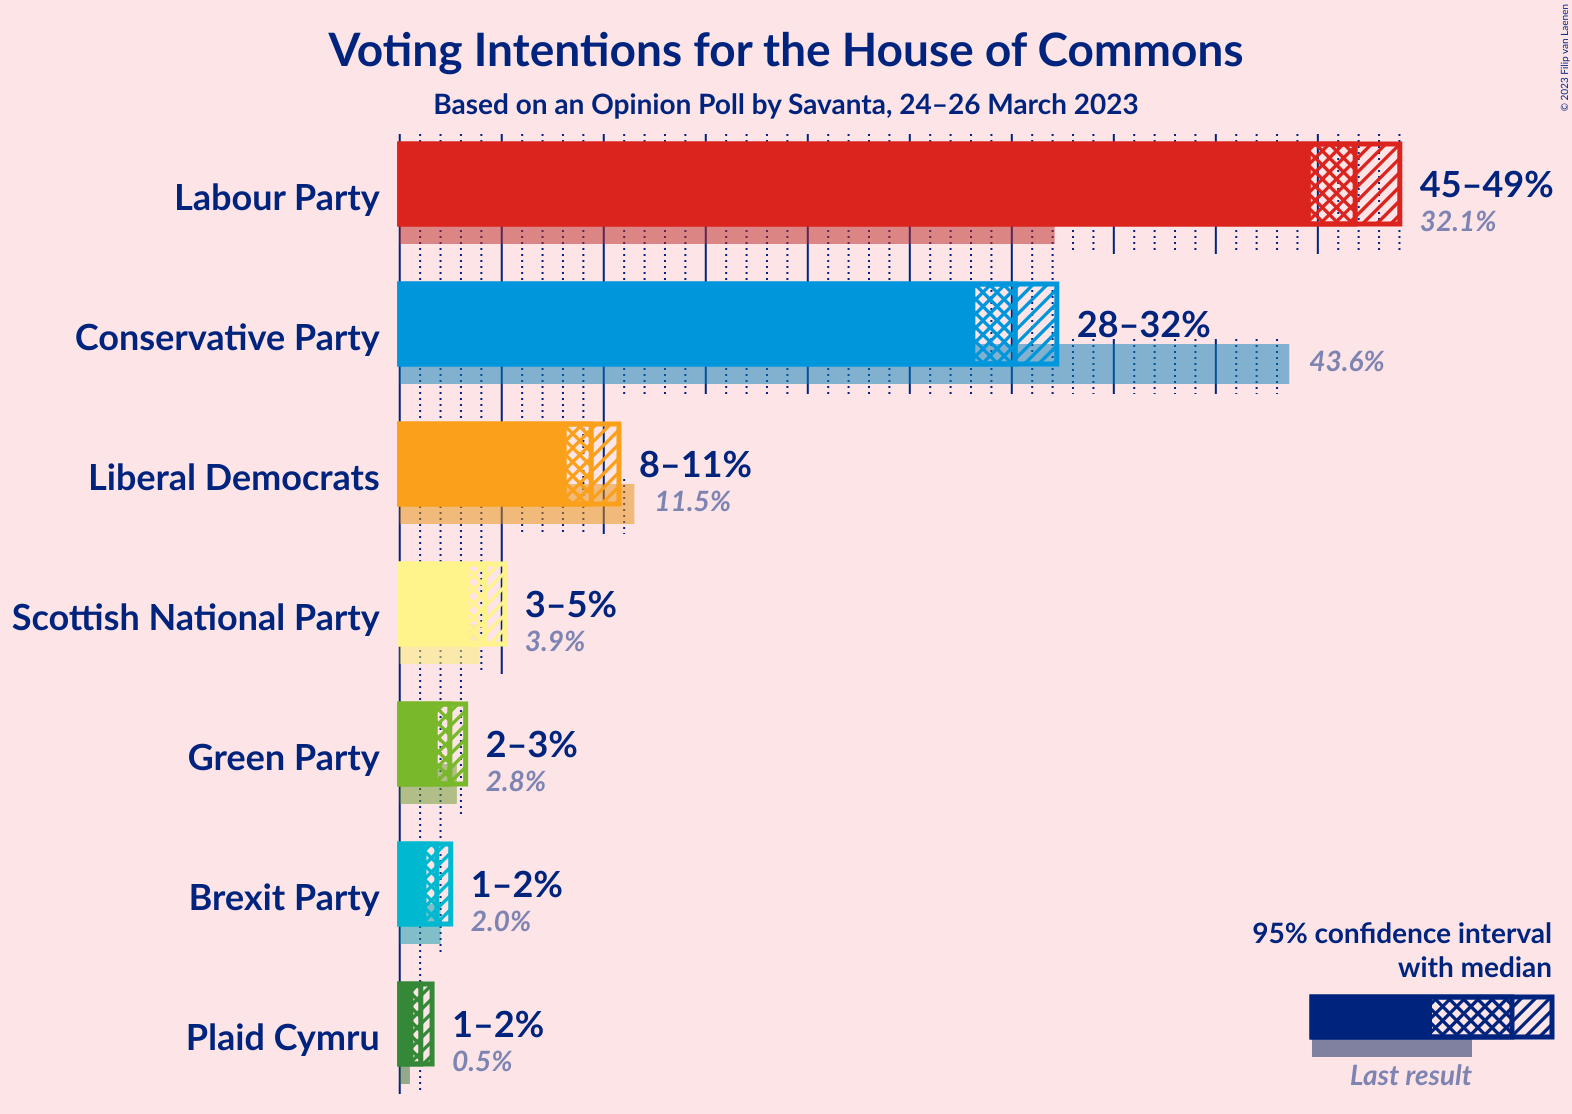 Voting Intentions for the House of Commons
Based on an Opinion Poll by Savanta, 24–26 March 2023
© 2023 Filip van Laenen
Labour Party
45–49%
32.1%
Conservative Party
28–32%
43.6%
Liberal Democrats
8–11%
11.5%
Scottish National Party
3–5%
3.9%
Green Party
2–3%
2.8%
Brexit Party
1–2%
2.0%
Plaid Cymru
1–2%
0.5%
95% confidence interval
with median
Last result